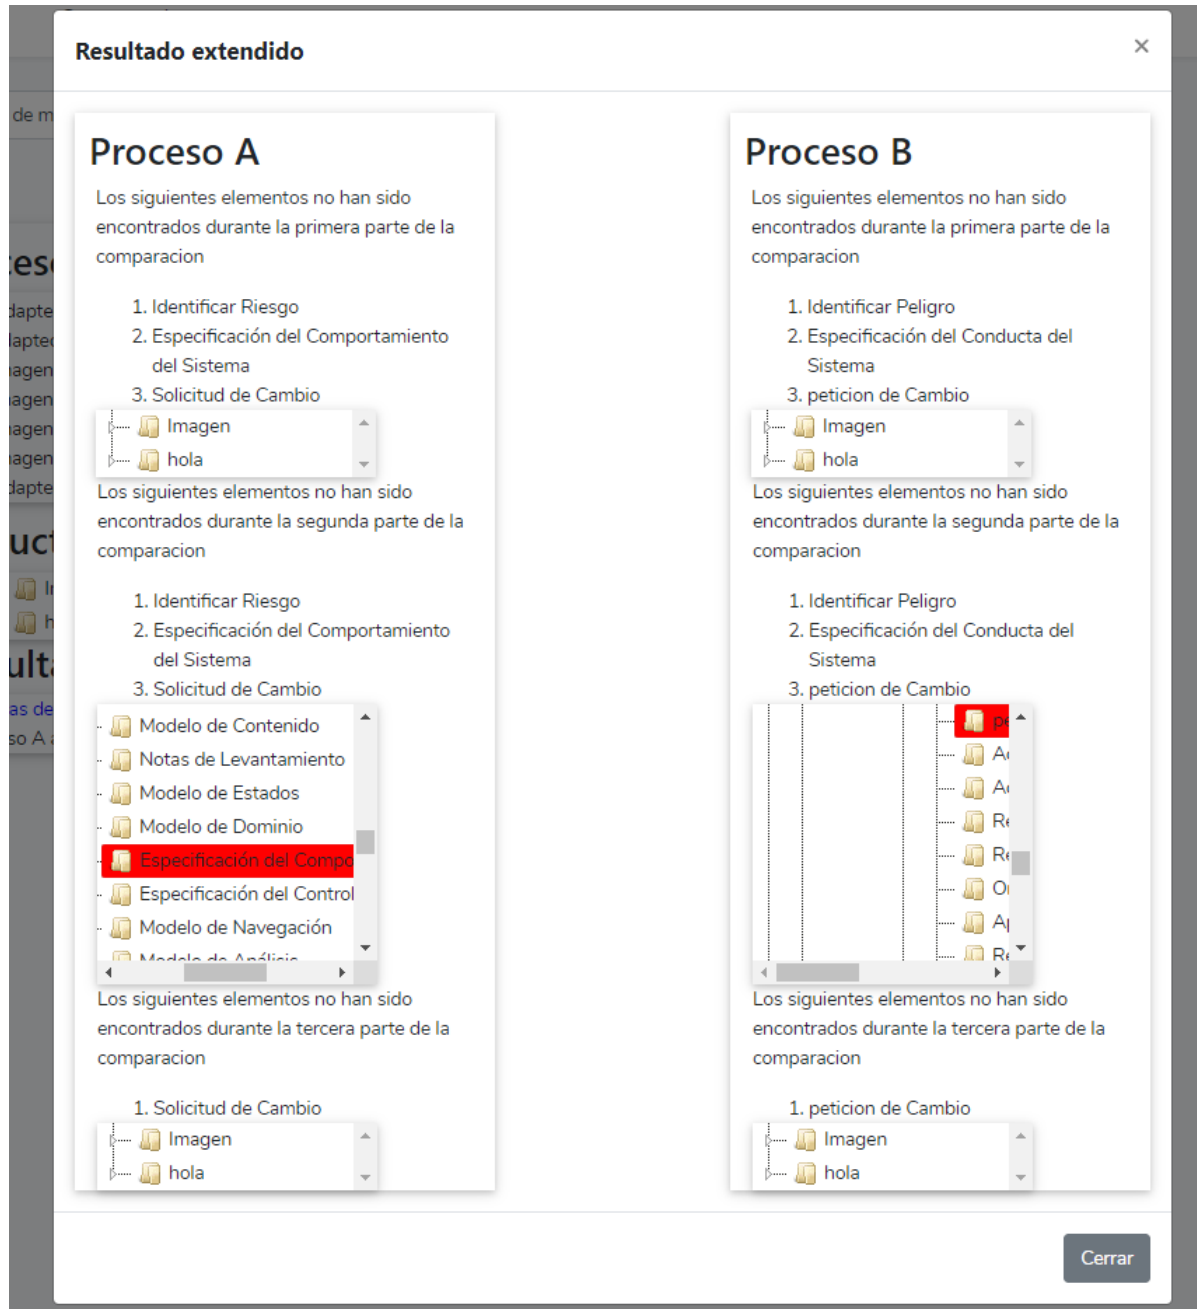 Resultado extendido
×
de m
Proceso A
Los siguientes elementos no han sido
encontrados durante la primera parte de la
comparacion
1. Identificar Riesgo
2. Especificación del Comportamiento
del Sistema
3. Solicitud de Cambio
Imagen
hola
Los siguientes elementos no han sido
encontrados durante la segunda parte de la
comparacion
1. Identificar Riesgo
2. Especificación del Comportamiento
del Sistema
3. Solicitud de Cambio
Modelo de Contenido
Notas de Levantamiento
Modelo de Estados
Modelo de Dominio
Especificación del Compo
Especificación del Control
Modelo de Navegación
Modelo de Análisis
Los siguientes elementos no han sido
encontrados durante la tercera parte de la
comparacion
1. Solicitud de Cambio
Imagen
hola
Proceso B
Los siguientes elementos no han sido
encontrados durante la primera parte de la
comparacion
1. Identificar Peligro
2. Especificación del Conducta del
Sistema
3. peticion de Cambio
Imagen
hola
Los siguientes elementos no han sido
encontrados durante la segunda parte de la
comparacion
1. Identificar Peligro
2. Especificación del Conducta del
Sistema
3. peticion de Cambio
Los siguientes elementos no han sido
encontrados durante la tercera parte de la
comparacion
1. peticion de Cambio
Imagen
hola
Cerrar